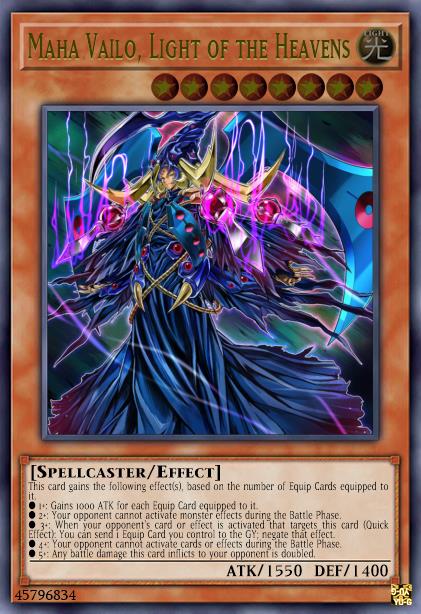 MAHA VAILO, LIGHT OF THE HEAVENS
LIGHT
光
[SPELLCASTER/EFFECT]
This card gains the following effect(s), based on the number of Equip Cards equipped to
it.
●1+: Gains 1000 ATK for each Equip Card equipped to it.
●2+: Your opponent cannot activate monster effects during the Battle Phase.
● 3+: When your opponent's card or effect is activated that targets this card (Quick
Effect): You can send 1 Equip Card you control to the GY; negate that effect.
●4+: Your opponent cannot activate cards or effects during the Battle Phase.
●5+: Any battle damage this card inflicts to your opponent is doubled.
ATK/1550 DEF/1400
45796834